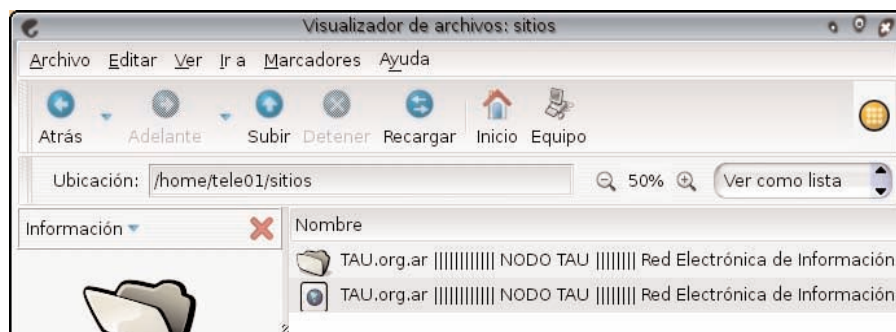 Visualizador de archivos: sitios
Archivo Editar Ver Ir a Marcadores Ayuda
Atrás Adelante Subir Detener Recargar Inicio Equipo
Ubicación: /home/tele01/sitios 50% Ver como lista
Información Nombre
TAU.org.ar |||||||||||| NODO TAU |||||||| Red Electrónica de Información
TAU.org.ar |||||||||||| NODO TAU |||||||| Red Electrónica de Información